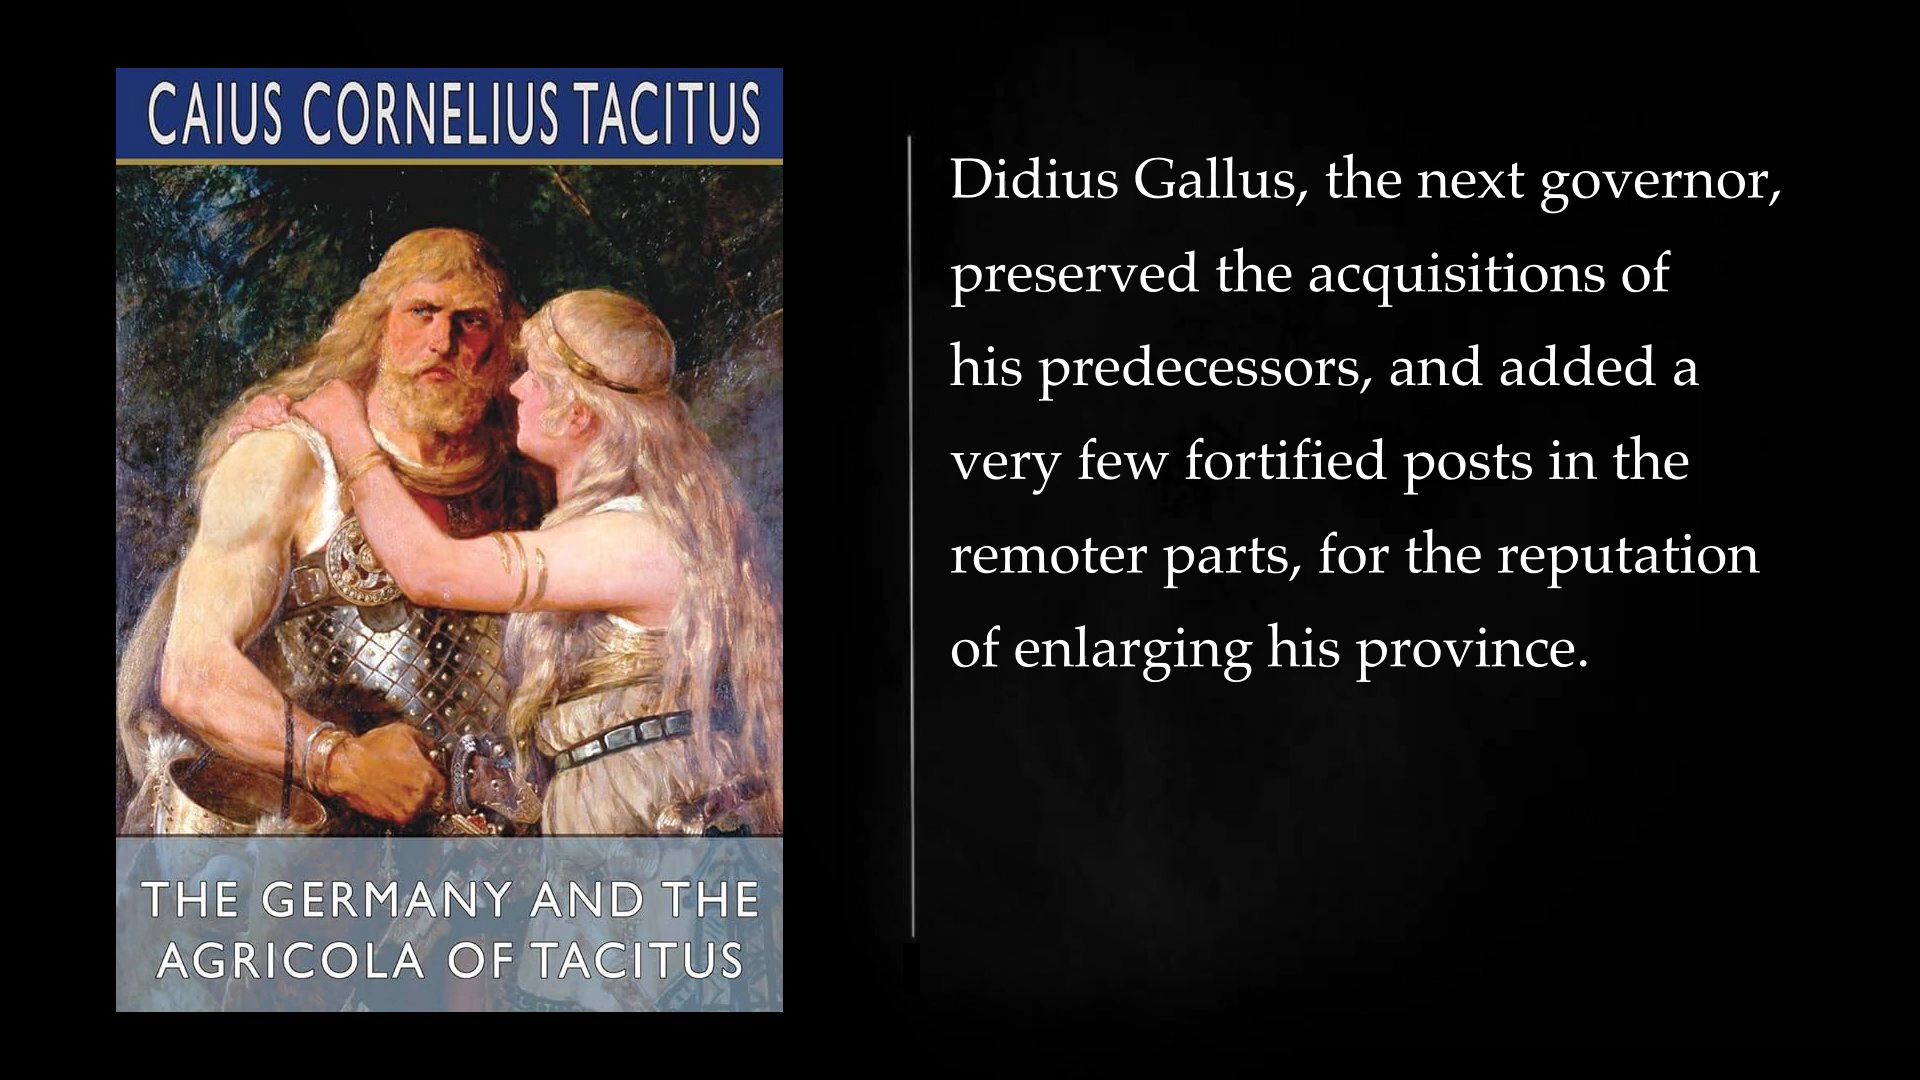 CAIUS CORNELIUS TACITUS
THE GERMANY AND THE
AGRICOLA OF TACITUS
Didius Gallus, the next governor,
preserved the acquisitions of
his predecessors, and added a
very few fortified posts in the
remoter parts, for the reputation
of enlarging his province.